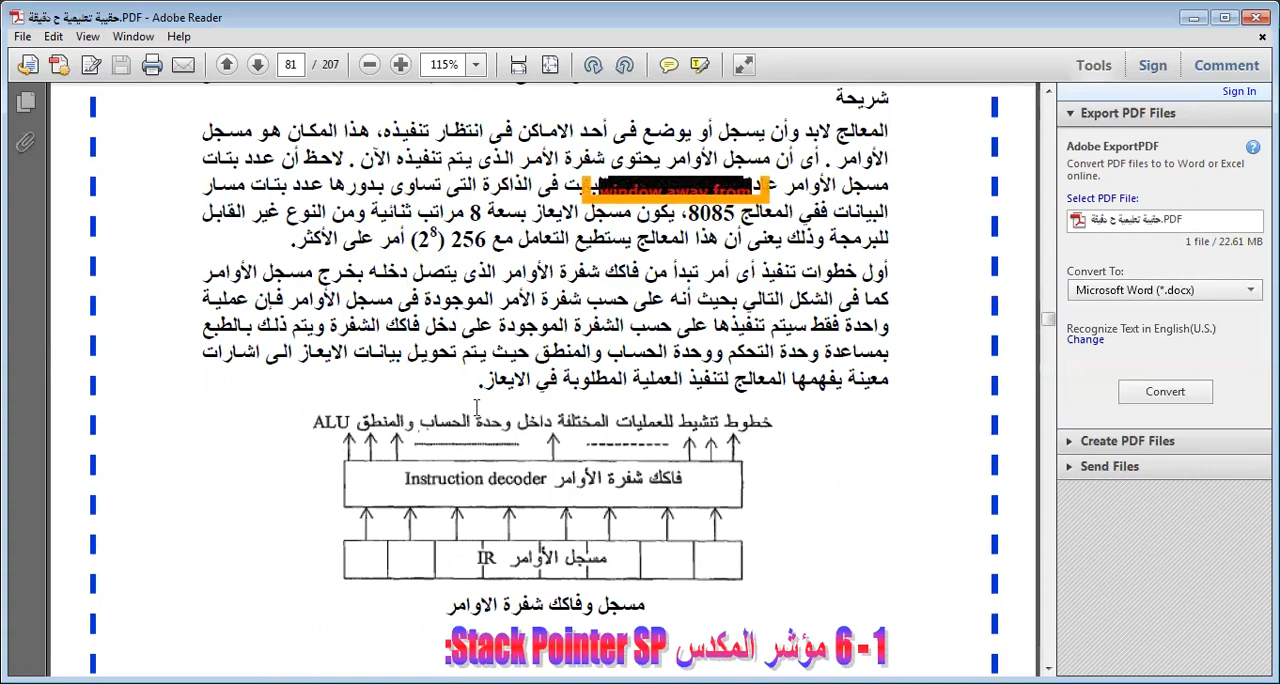 حقيبة تعليمية ح دقيقة.PDF - Adobe Reader
File Edit View Window Help
81 / 207 115% Tools Sign Comment
Sign In
Export PDF Files
Adobe ExportPDF
Convert PDF files to to Word or Excel
online.
Select PDF File:
حقيبة تعليمية ح دقيقة.PDF
1 file / 22.61 MB
Convert To:
Microsoft Word (*.docx)
Recognize Text in English(U.S.)
Change
Convert
Create PDF Files
Send Files
شريحة
المعالج لابد وأن يسجل أو يوضع فى أحد الاماكن فى انتظار تنفيذه، هذا المكان هو مسجل
الأوامر . أى أن مسجل الأوامر يحتوى شفرة الأمر الذى يتم تنفيذه الآن . لاحظ أن عدد بتات
مسجل الأوامر window away from فى الذاكرة التى تساوى بدورها عدد بتات مسار
البيانات ففي المعالج 8085، يكون مسجل الايعاز بسعة 8 مراتب ثنائية ومن النوع غير القابل
للبرمجة وذلك يعنى أن هذا المعالج يستطيع التعامل مع 256 (2⁸) أمر على الأكثر.
أول خطوات تنفيذ أى أمر تبدأ من فاكك شفرة الأوامر الذى يتصل دخله بخرج مسجل الأوامر
كما فى الشكل التالي بحيث أنه على حسب شفرة الأمر الموجودة فى مسجل الأوامر فإن عملية
واحدة فقط سيتم تنفيذها على حسب الشفرة الموجودة على دخل فاكك الشفرة ويتم ذلك بالطبع
بمساعدة وحدة التحكم ووحدة الحساب والمنطق حيث يتم تحويل بيانات الايعاز الى اشارات
معينة يفهمها المعالج لتنفيذ العملية المطلوبة في الايعاز.
خطوط تنشيط للعمليات المختلفة داخل وحدة الحساب والمنطق ALU
فاكك شفرة الأوامر Instruction decoder
مسجل الأوامر IR
مسجل وفاكك شفرة الاوامر
6-1 مؤشر المكدس Stack Pointer SP: